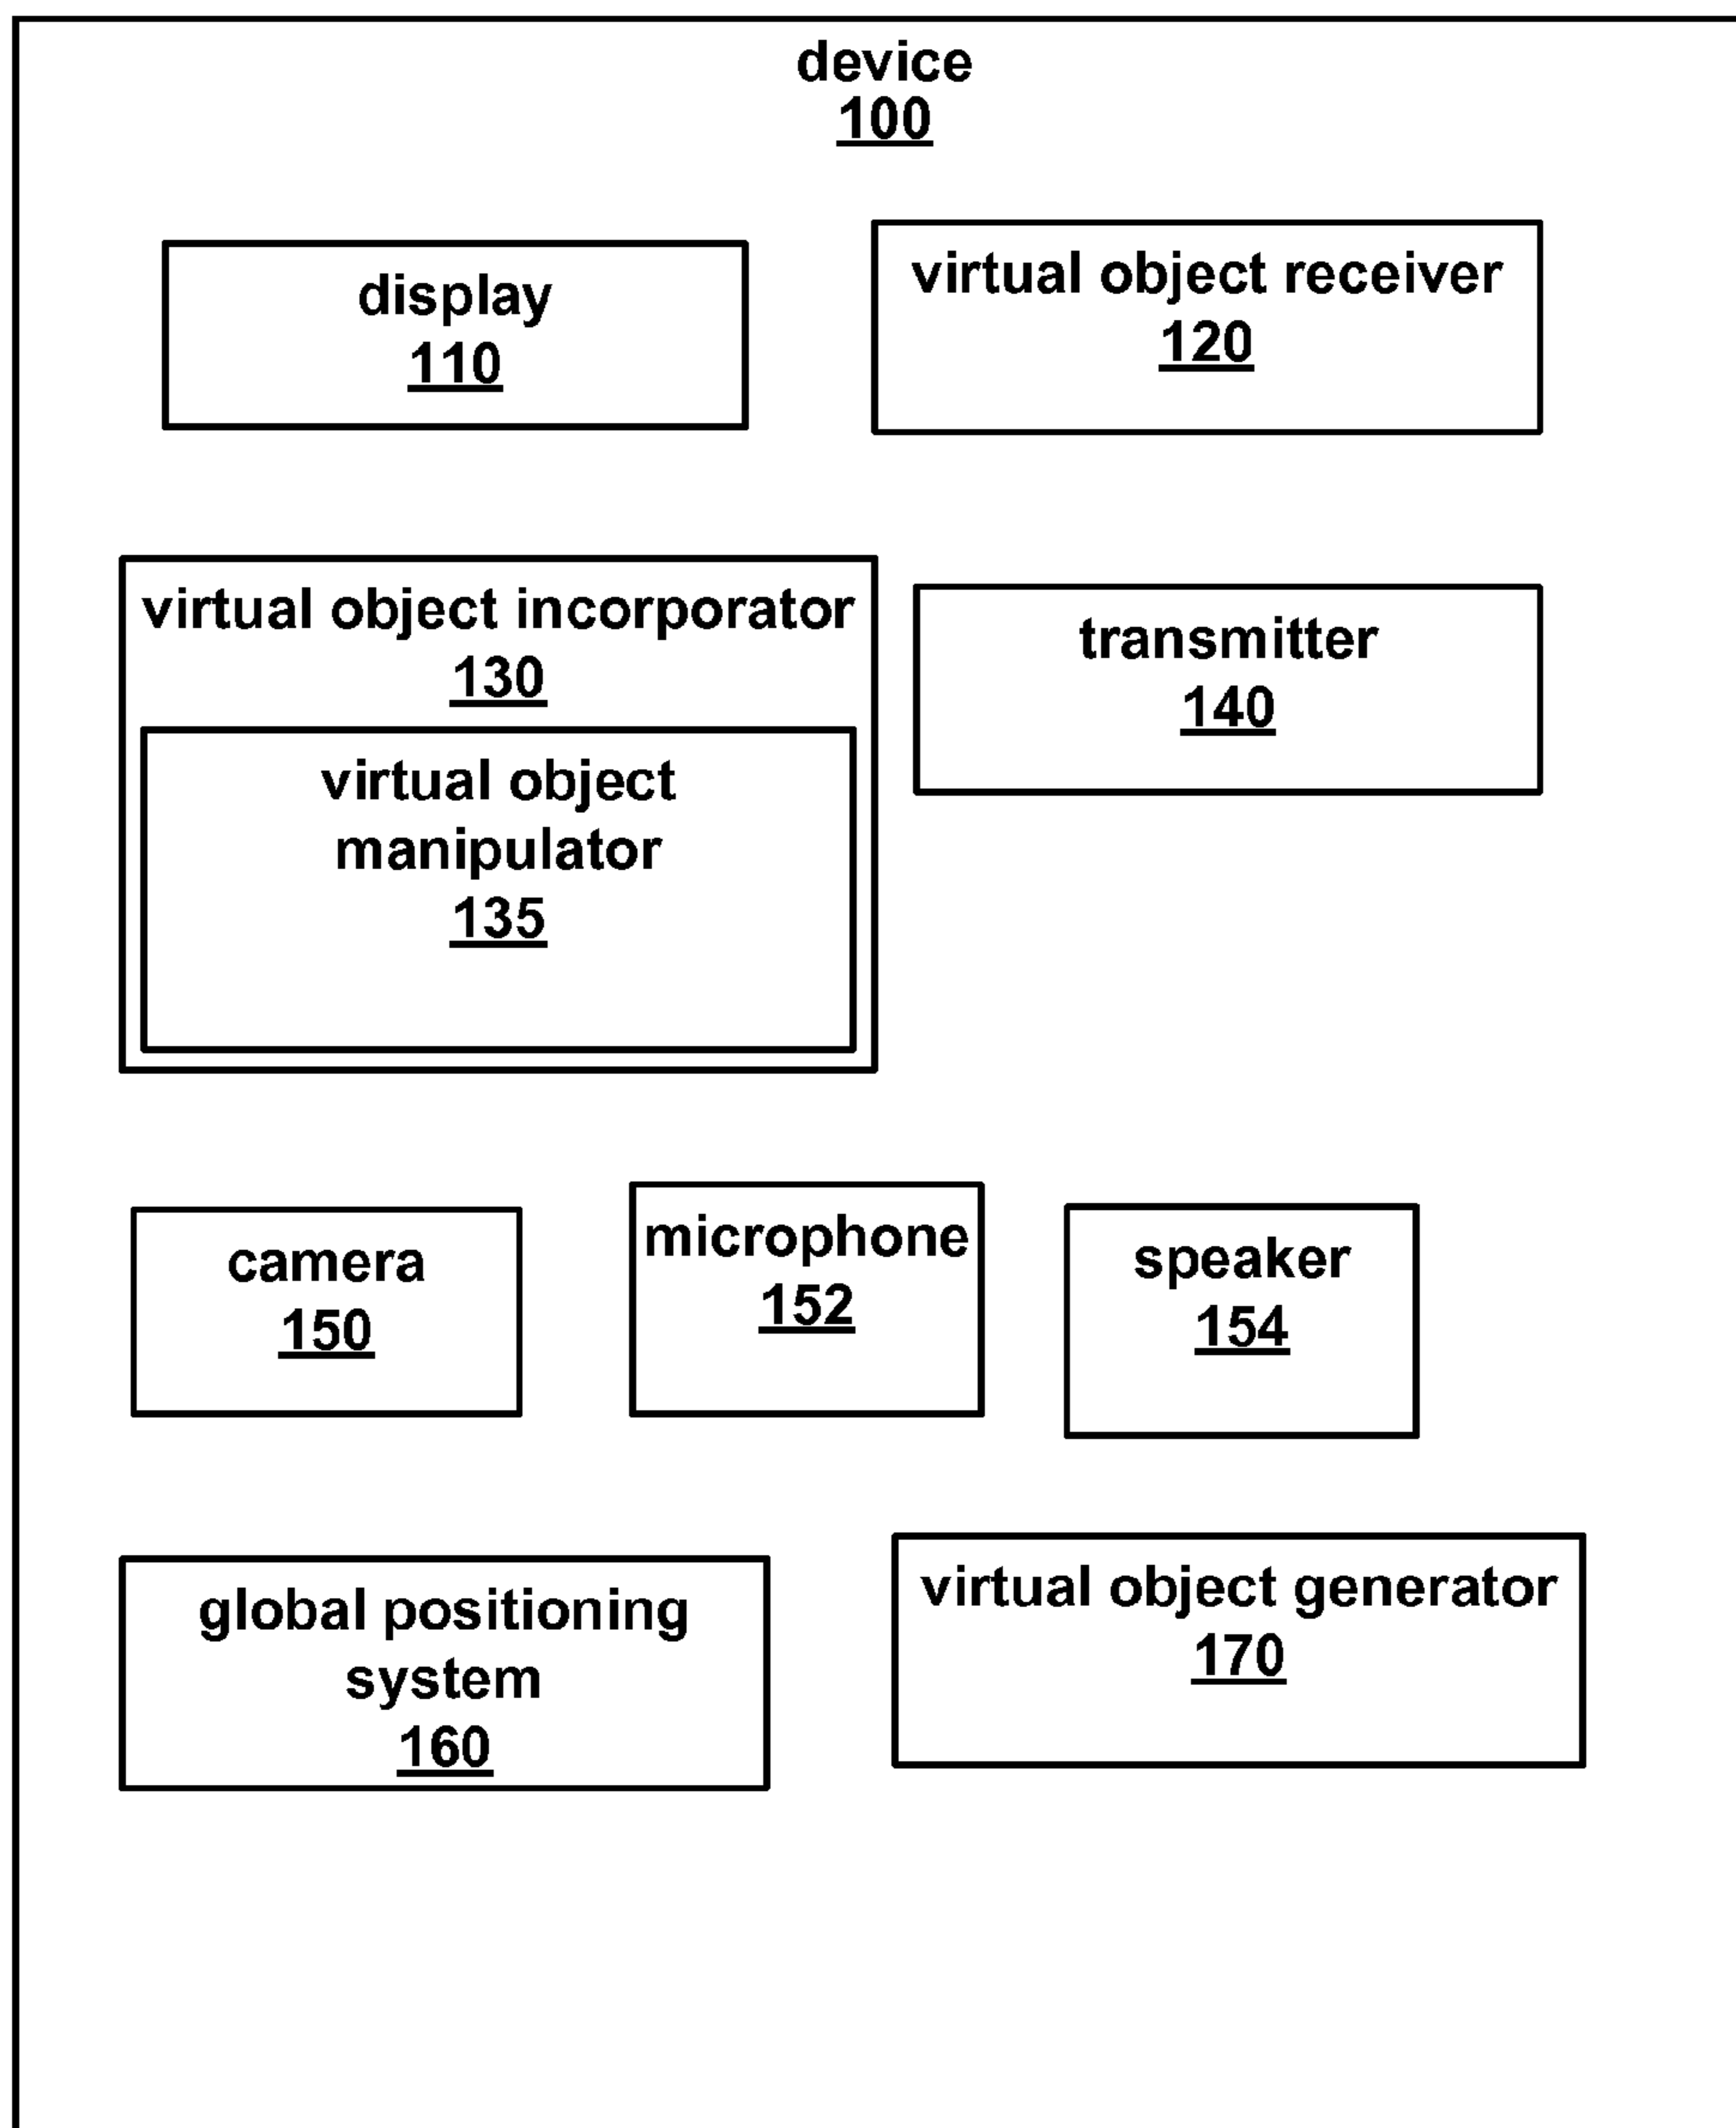 device
100
display
110
virtual object receiver
120
virtual object incorporator
130
virtual object
manipulator
135
transmitter
140
camera
150
microphone
152
speaker
154
global positioning
system
160
virtual object generator
170